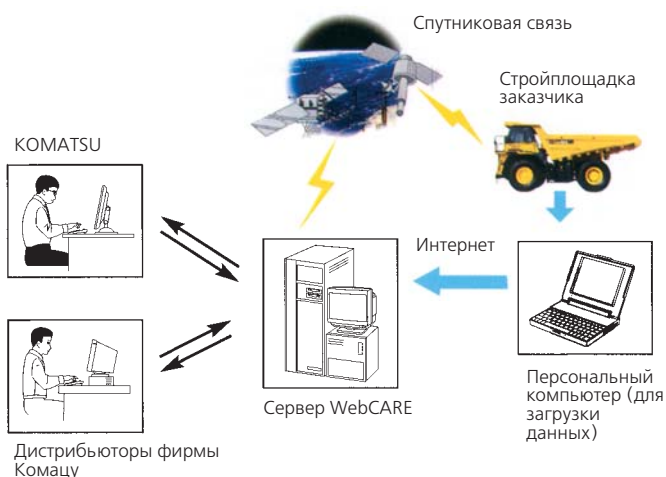 Спутниковая связь
Стройплощадка
заказчика
KOMATSU
Интернет
Сервер WebCARE
Персональный
компьютер (для
загрузки
данных)
Дистрибьюторы фирмы
Комацу